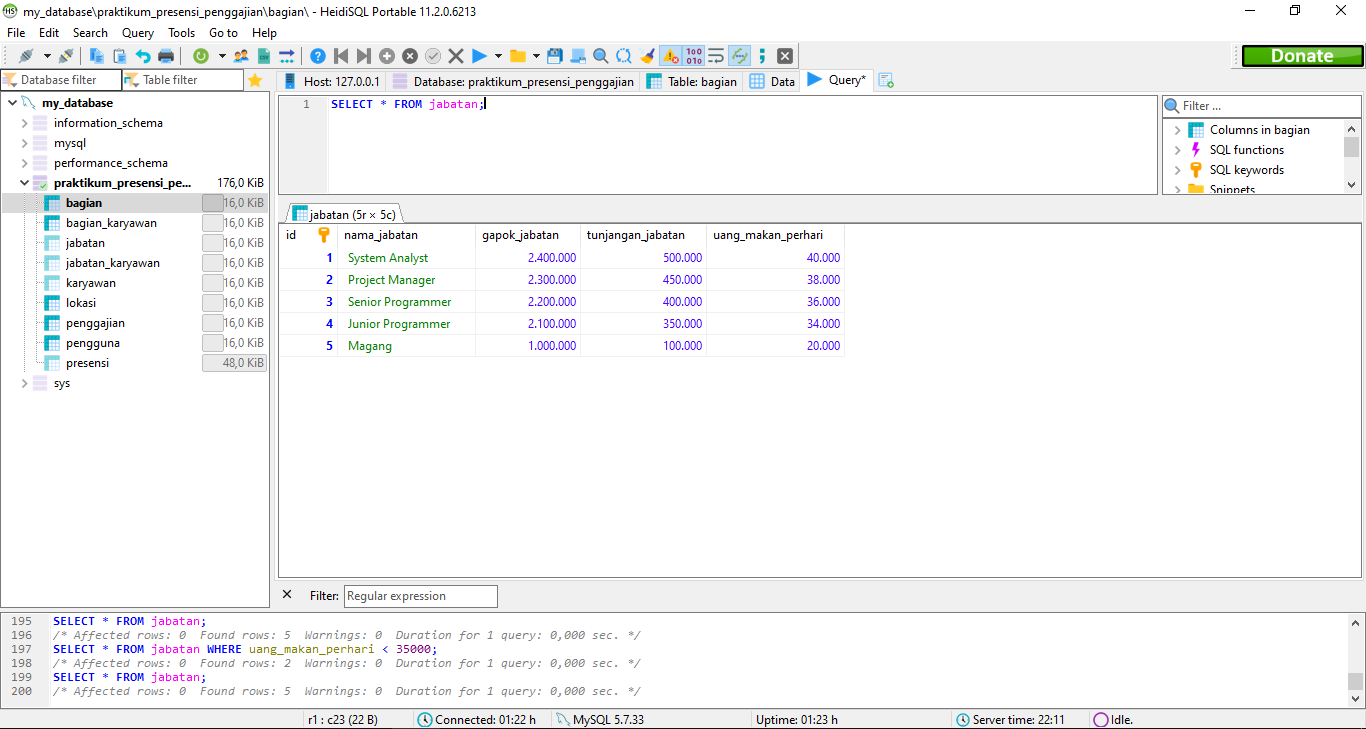 my_database\praktikum_presensi_penggajian\bagian\ - HeidiSQL Portable 11.2.0.6213
File Edit Search Query Tools Go to Help
Donate
Database filter Table filter
Host: 127.0.0.1 Database: praktikum_presensi_penggajian Table: bagian Data Query*
my_database
information_schema
mysql
performance_schema
praktikum_presensi_pe... 176,0 KiB
bagian 16,0 KiB
bagian_karyawan 16,0 KiB
jabatan 16,0 KiB
jabatan_karyawan 16,0 KiB
karyawan 16,0 KiB
lokasi 16,0 KiB
penggajian 16,0 KiB
pengguna 16,0 KiB
presensi 48,0 KiB
sys
1 SELECT * FROM jabatan;
Filter ...
Columns in bagian
SQL functions
SQL keywords
Snippets
jabatan (5r × 5c)
id nama_jabatan gapok_jabatan tunjangan_jabatan uang_makan_perhari
1 System Analyst 2.400.000 500.000 40.000
2 Project Manager 2.300.000 450.000 38.000
3 Senior Programmer 2.200.000 400.000 36.000
4 Junior Programmer 2.100.000 350.000 34.000
5 Magang 1.000.000 100.000 20.000
Filter: Regular expression
195 SELECT * FROM jabatan;
196 /* Affected rows: 0 Found rows: 5 Warnings: 0 Duration for 1 query: 0,000 sec. */
197 SELECT * FROM jabatan WHERE uang_makan_perhari < 35000;
198 /* Affected rows: 0 Found rows: 2 Warnings: 0 Duration for 1 query: 0,000 sec. */
199 SELECT * FROM jabatan;
200 /* Affected rows: 0 Found rows: 5 Warnings: 0 Duration for 1 query: 0,000 sec. */
r1 : c23 (22 B) Connected: 01:22 h MySQL 5.7.33 Uptime: 01:23 h Server time: 22:11 Idle.